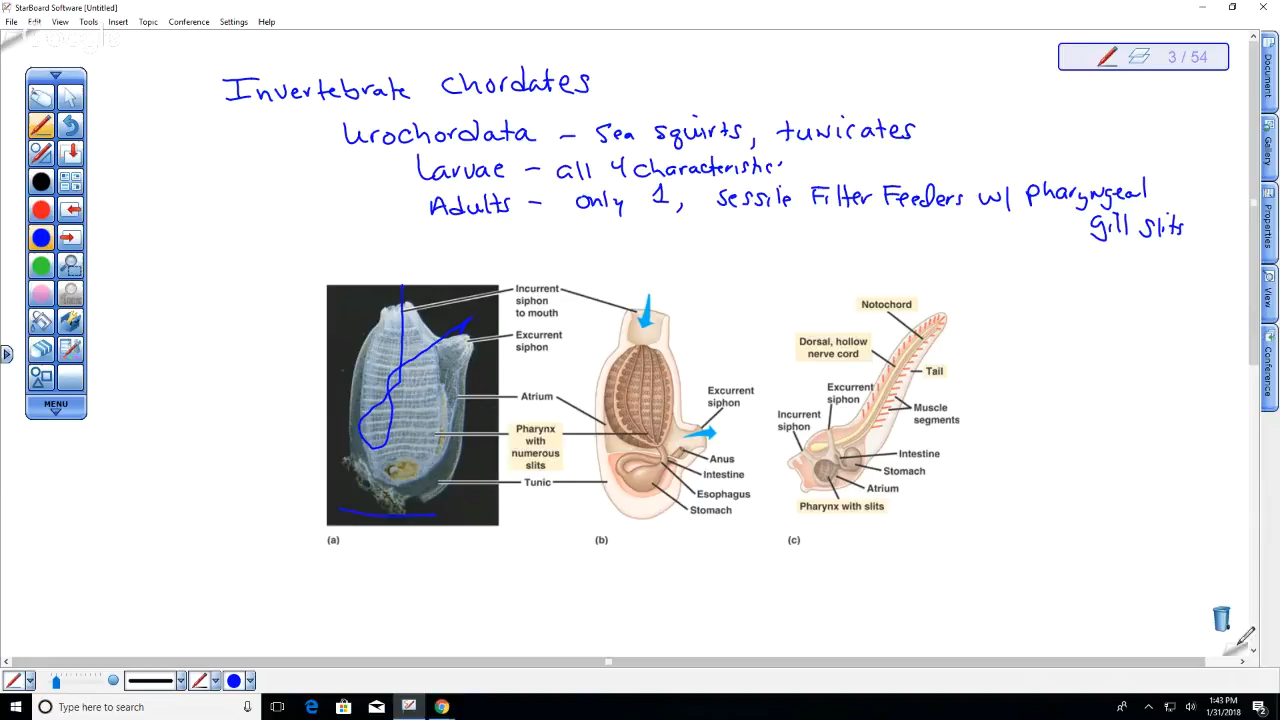 StarBoard Software [Untitled]
File Edit View Tools Insert Topic Conference Settings Help
3 / 54
Invertebrate Chordates
Urochordata - sea squirts, tunicates
Larvae - all 4 characteristic
Adults - only 1, sessile Filter Feeders w/ pharyngeal
gill slits
Incurrent
siphon
to mouth
Excurrent
siphon
Atrium
Pharynx
with
numerous
slits
Tunic
(a)
Excurrent
siphon
Anus
Intestine
Esophagus
Stomach
(b)
Notochord
Dorsal, hollow
nerve cord
Tail
Excurrent
siphon
Incurrent
siphon
Muscle
segments
Intestine
Stomach
Atrium
Pharynx with slits
(c)
MENU
Document
Properties
View
Conference
Type here to search
1:43 PM
1/31/2018